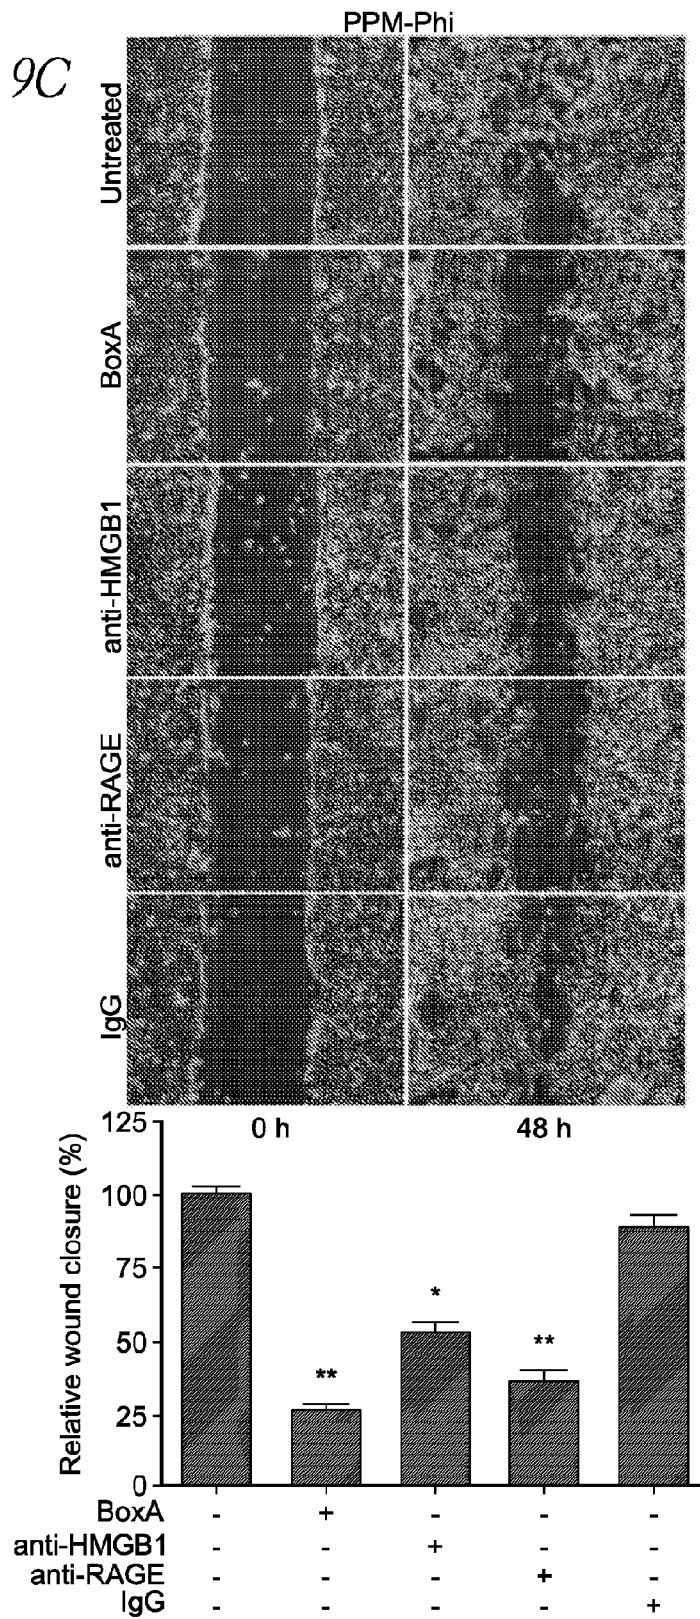 PPM-Phi
9C
Untreated
BoxA
anti-HMGB1
anti-RAGE
IgG
0 h 48 h
Relative wound closure (%)
125
100
75
50
25
0
** * **
BoxA - + - - -
anti-HMGB1 - - + - -
anti-RAGE - - - + -
IgG - - - - +